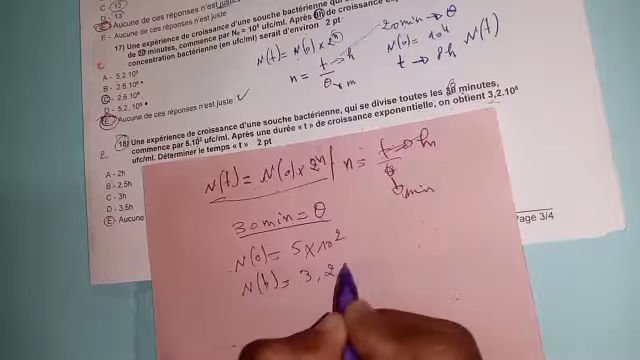 C - 12
D - 13
E - Aucune de ces réponses n'est juste
17) Une expérience de croissance d'une souche bactérienne,
de 20 minutes, commence par N₀ = 10⁴ ufc/ml. Après 8h de croissance
concentration bactérienne (en ufc/ml) serait d'environ 2 pt
A - 5,2.10⁵
B - 2,6.10⁶
C - 2,6.10⁸
D - 5,2.10⁶
E - Aucune de ces réponses n'est juste
N(t) = N(0) x 2ⁿ
n = t → h
θ → m
20 min → θ
N(0) = 10⁴
t → 8h N(t)
18) Une expérience de croissance d'une souche bactérienne, qui se divise toutes les 30 minutes,
commence par 5.10² ufc/ml. Après une durée « t » de croissance exponentielle, on obtient 3,2.10⁶
ufc/ml. Déterminer le temps « t » 2 pt
A - 2h
B - 2,5h
C - 3h
D - 3,5h
E - Aucune
Page 3/4
N(t) = N(0) x 2ⁿ n = t → h
θ
min
30 min = θ
N(0) = 5 x 10²
N(t) = 3,2